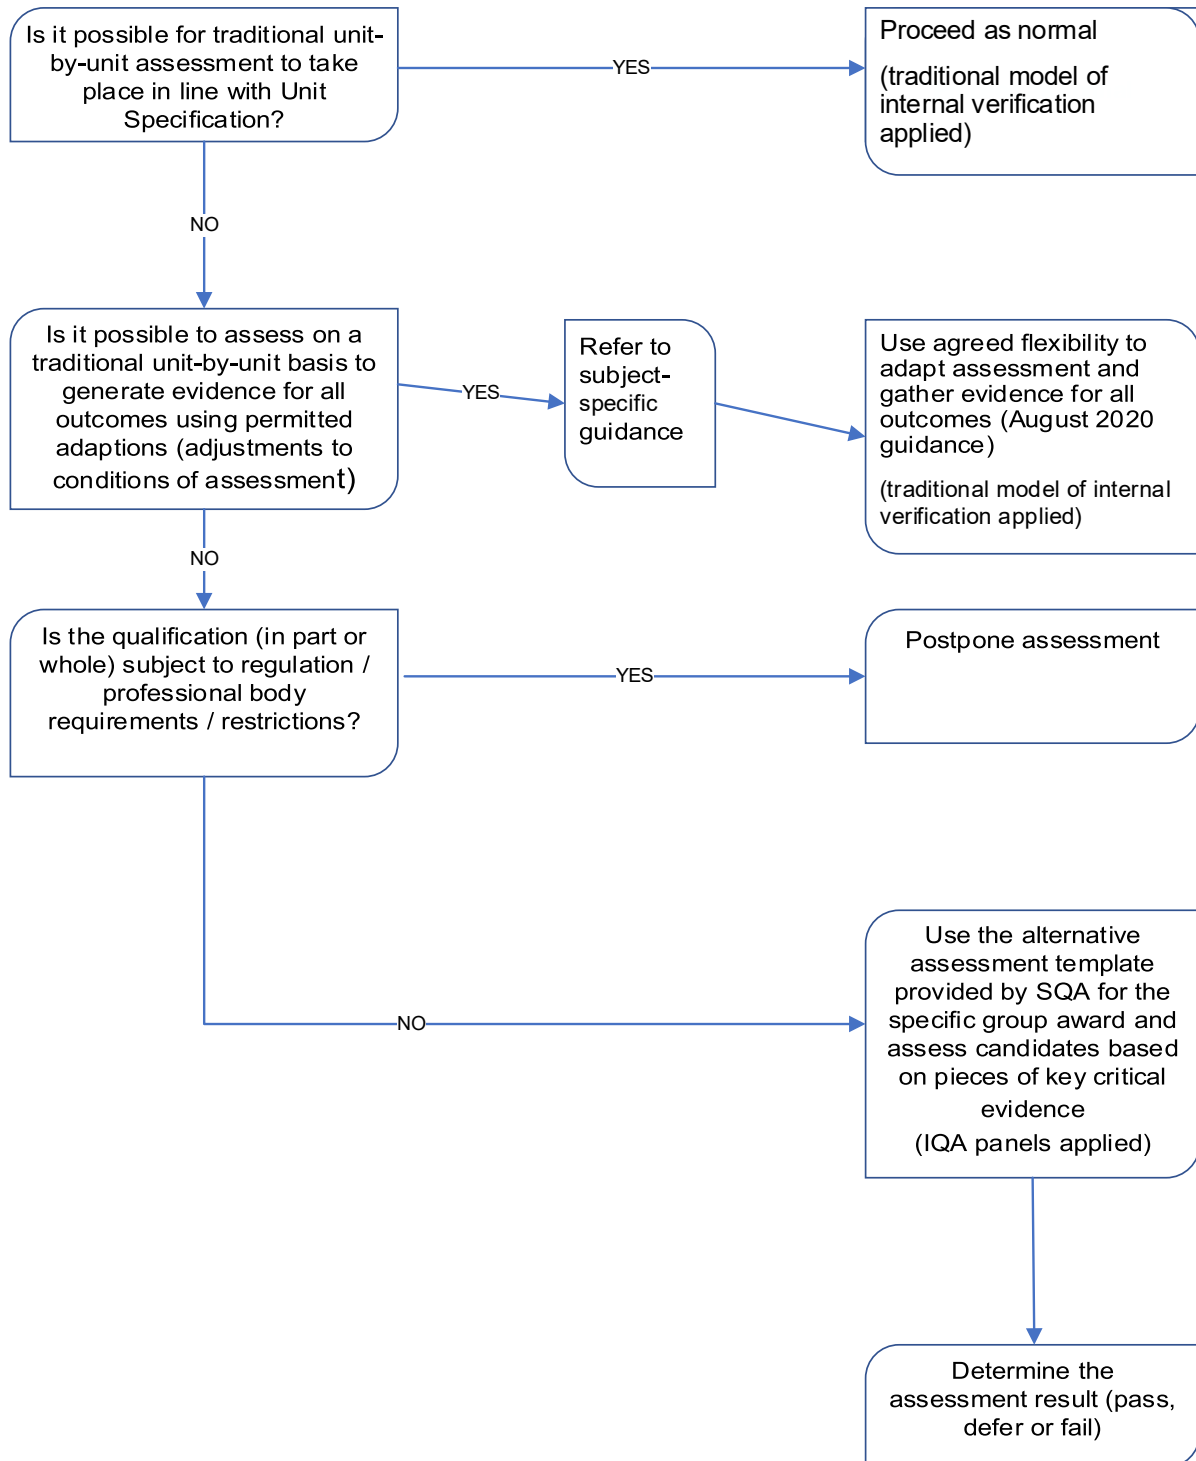 Is it possible for traditional unit-
by-unit assessment to take
place in line with Unit
Specification?
YES
Proceed as normal
(traditional model of
internal verification
applied)
NO
Is it possible to assess on a
traditional unit-by-unit basis to
generate evidence for all
outcomes using permitted
adaptions (adjustments to
conditions of assessment)
YES
Refer to
subject-
specific
guidance
Use agreed flexibility to
adapt assessment and
gather evidence for all
outcomes (August 2020
guidance)
(traditional model of internal
verification applied)
NO
Is the qualification (in part or
whole) subject to regulation /
professional body
requirements / restrictions?
YES
Postpone assessment
NO
Use the alternative
assessment template
provided by SQA for the
specific group award and
assess candidates based
on pieces of key critical
evidence
(IQA panels applied)
Determine the
assessment result (pass,
defer or fail)